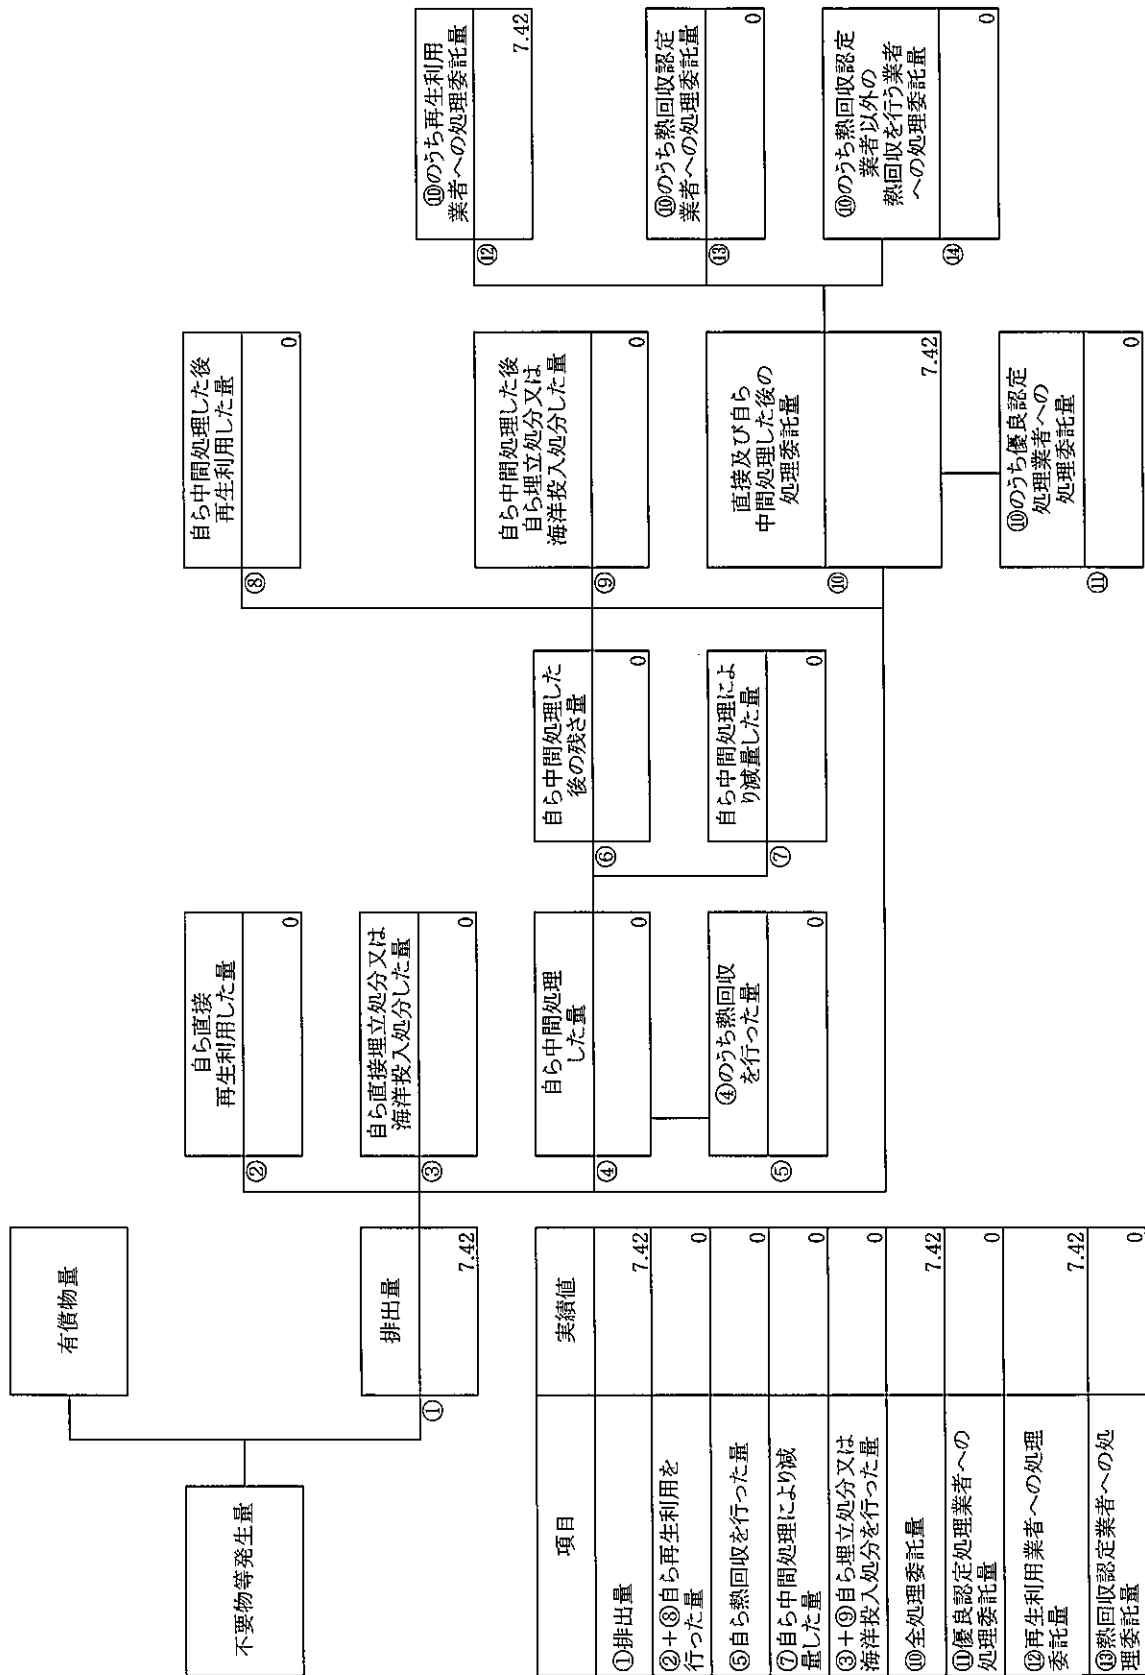 不要物等発生量
有償物量
①
排出量
7.42
②
自ら直接
再生利用した量
0
③
自ら直接埋立処分又は
海洋投入処分した量
0
④
自ら中間処理
した量
0
⑤
④のうち熱回収
を行った量
0
⑥
自ら中間処理した
後の残さ量
0
⑦
自ら中間処理によ
り減量した量
0
⑧
自ら中間処理した後
再生利用した量
0
⑨
自ら中間処理した後
自ら埋立処分又は
海洋投入処分した量
0
⑩
直接及び自ら
中間処理した後の
処理委託量
7.42
⑪
⑩のうち優良認定
処理業者への
処理委託量
0
⑫
⑩のうち再生利用
業者への処理委託量
7.42
⑬
⑩のうち熱回収認定
業者への処理委託量
0
⑭
⑩のうち熱回収認定
業者以外の
熱回収を行う業者
への処理委託量
0
項目 実績値
①排出量 7.42
②+⑧自ら再生利用を
行った量 0
⑤自ら熱回収を行った量 0
⑦自ら中間処理により減
量した量 0
③+⑨自ら埋立処分又は
海洋投入処分を行った量 0
⑩全処理委託量 7.42
⑪優良認定処理業者への
処理委託量 0
⑫再生利用業者への処理
委託量 7.42
⑬熱回収認定業者への処
理委託量 0